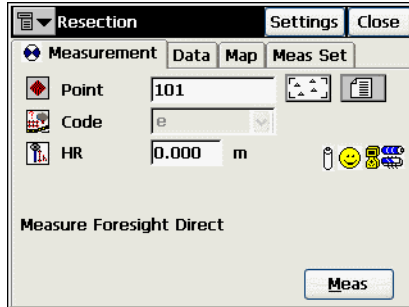 Resection Settings Close
Measurement Data Map Meas Set
Point 101
Code e
HR 0.000 m
Measure Foresight Direct
Meas